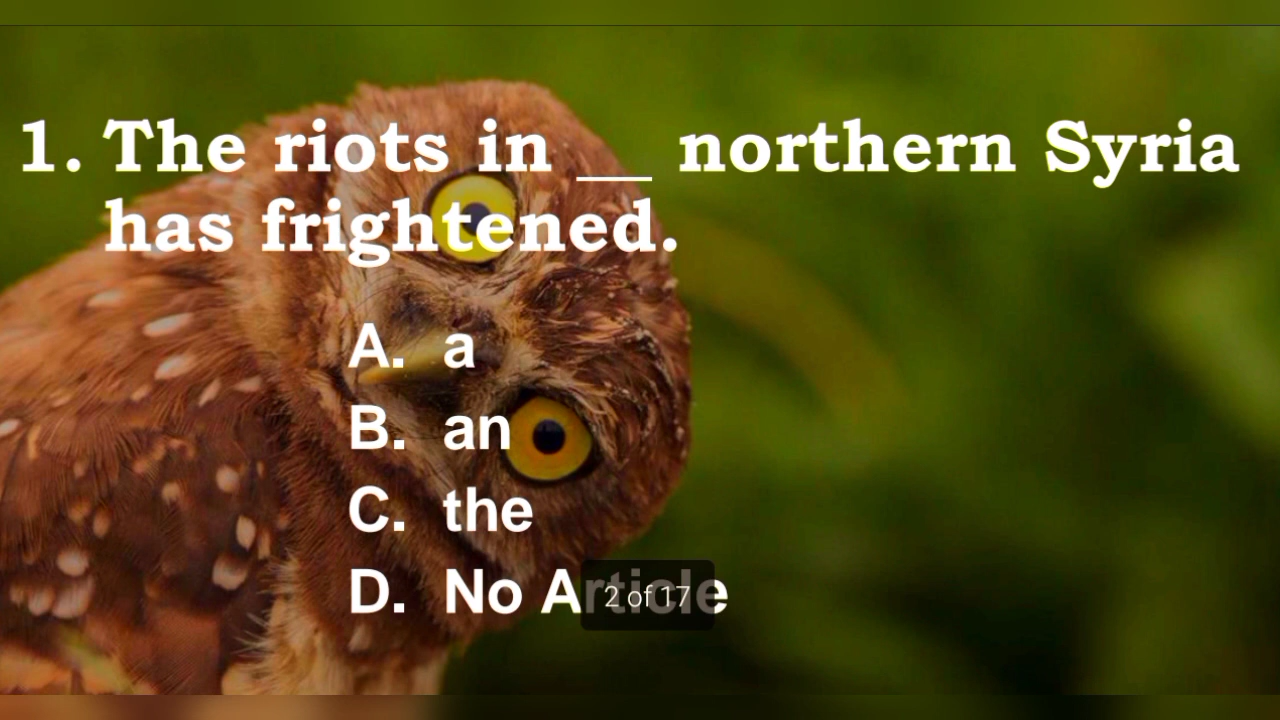 1. The riots in __ northern Syria
has frightened.
A. a
B. an
C. the
D. No Article
2 of 17